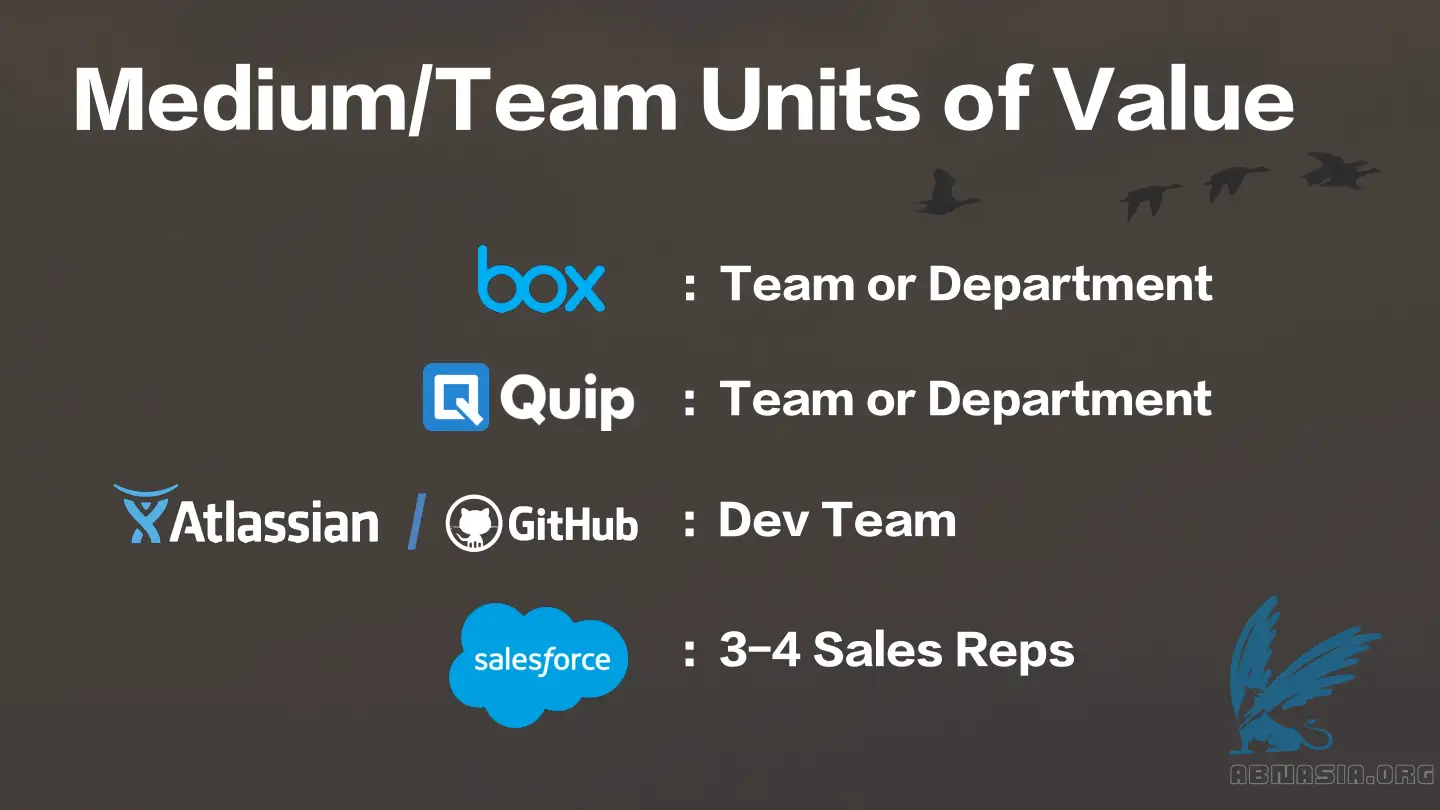 Medium/Team Units of Value
box : Team or Department
Quip : Team or Department
Atlassian / GitHub : Dev Team
salesforce : 3-4 Sales Reps
ABNASIA.ORG